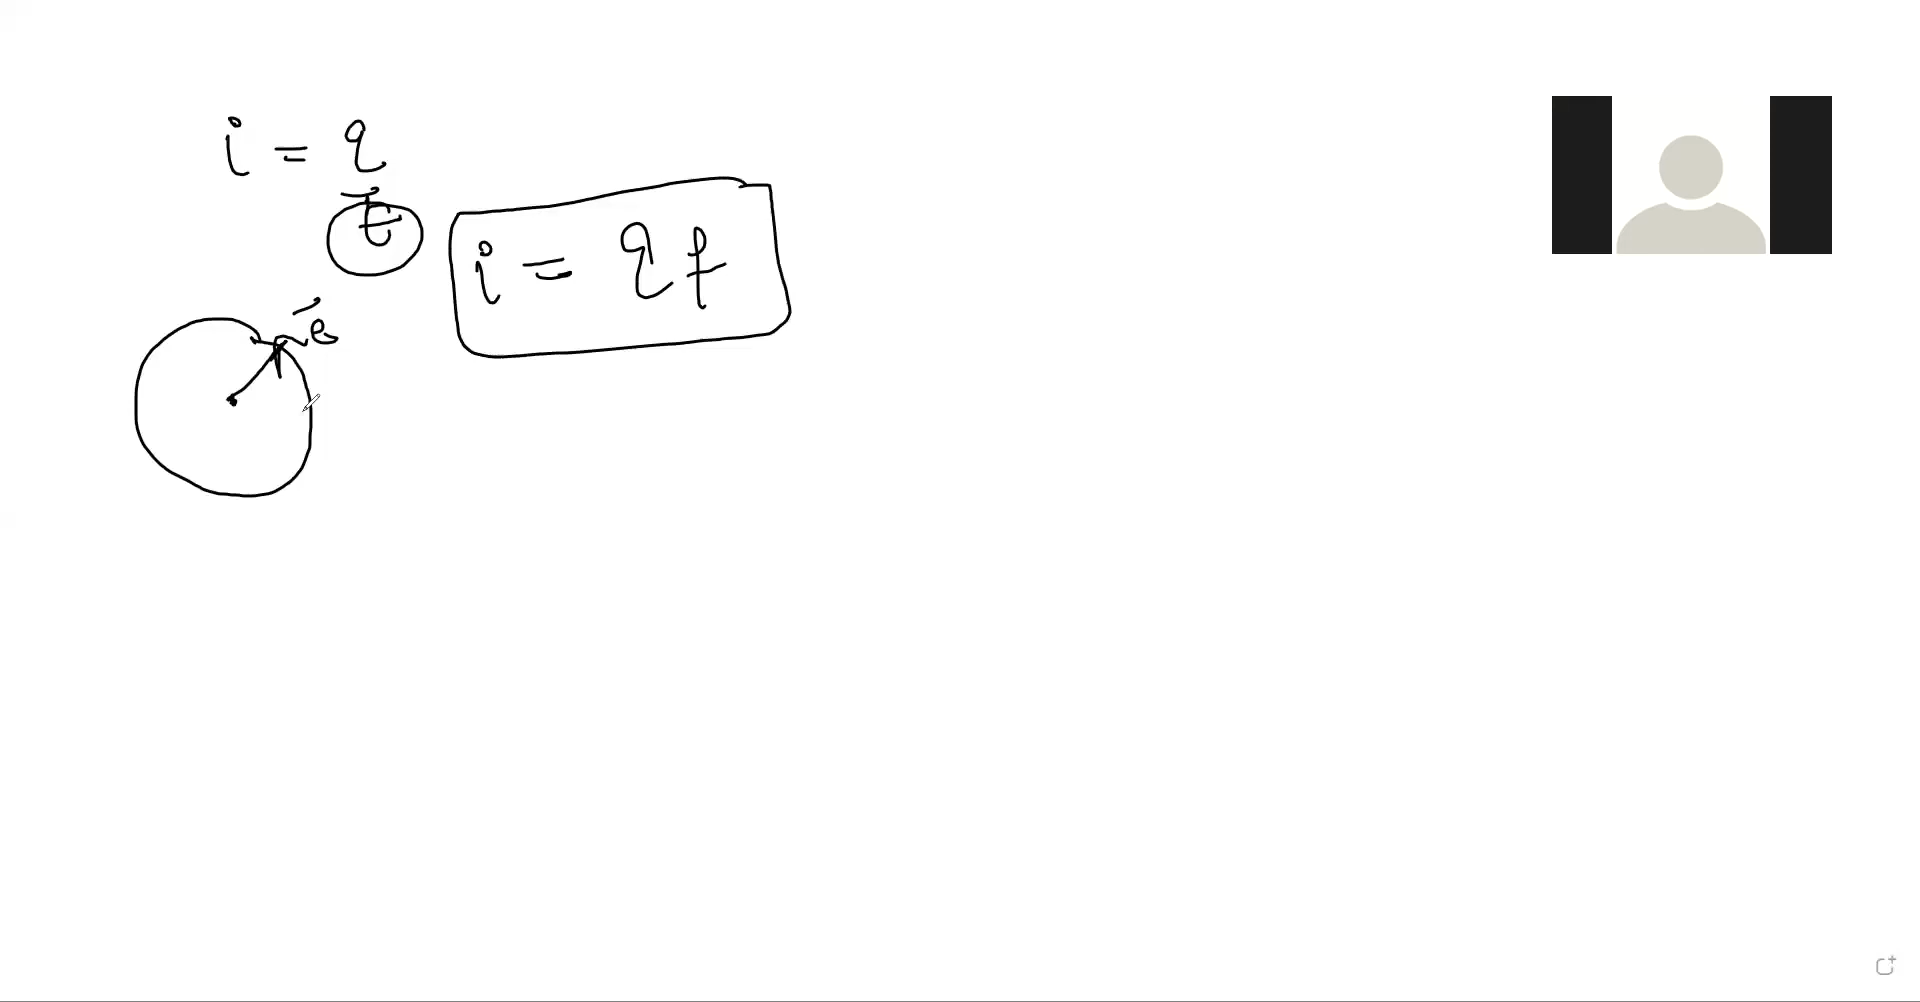 i = q
t
i = qf
-e